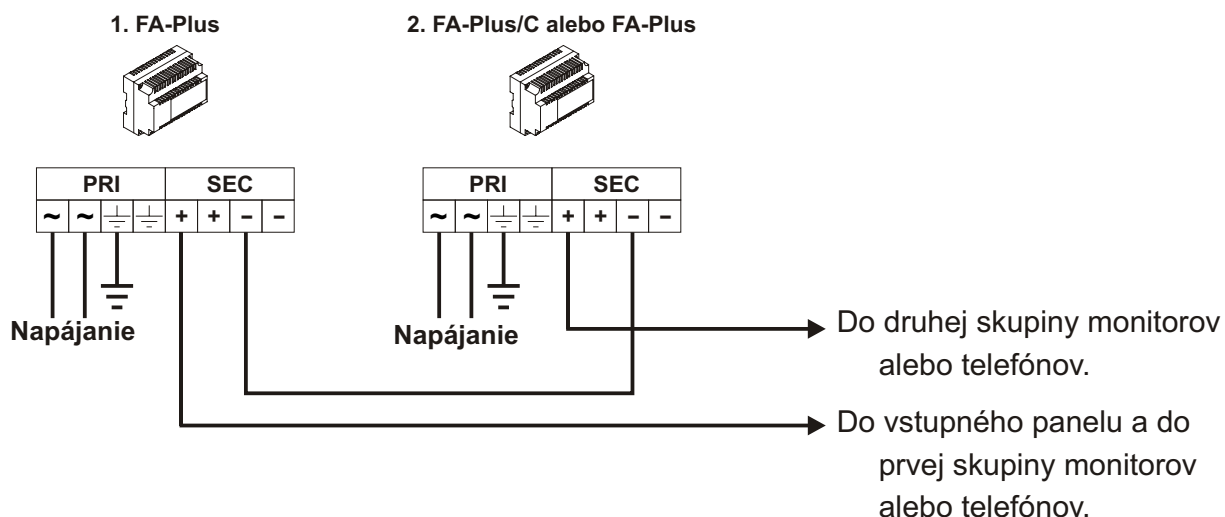 1. FA-Plus
2. FA-Plus/C alebo FA-Plus
PRI SEC
~ ~ + + – –
PRI SEC
~ ~ + + – –
Napájanie
Napájanie
Do druhej skupiny monitorov
alebo telefónov.
Do vstupného panelu a do
prvej skupiny monitorov
alebo telefónov.